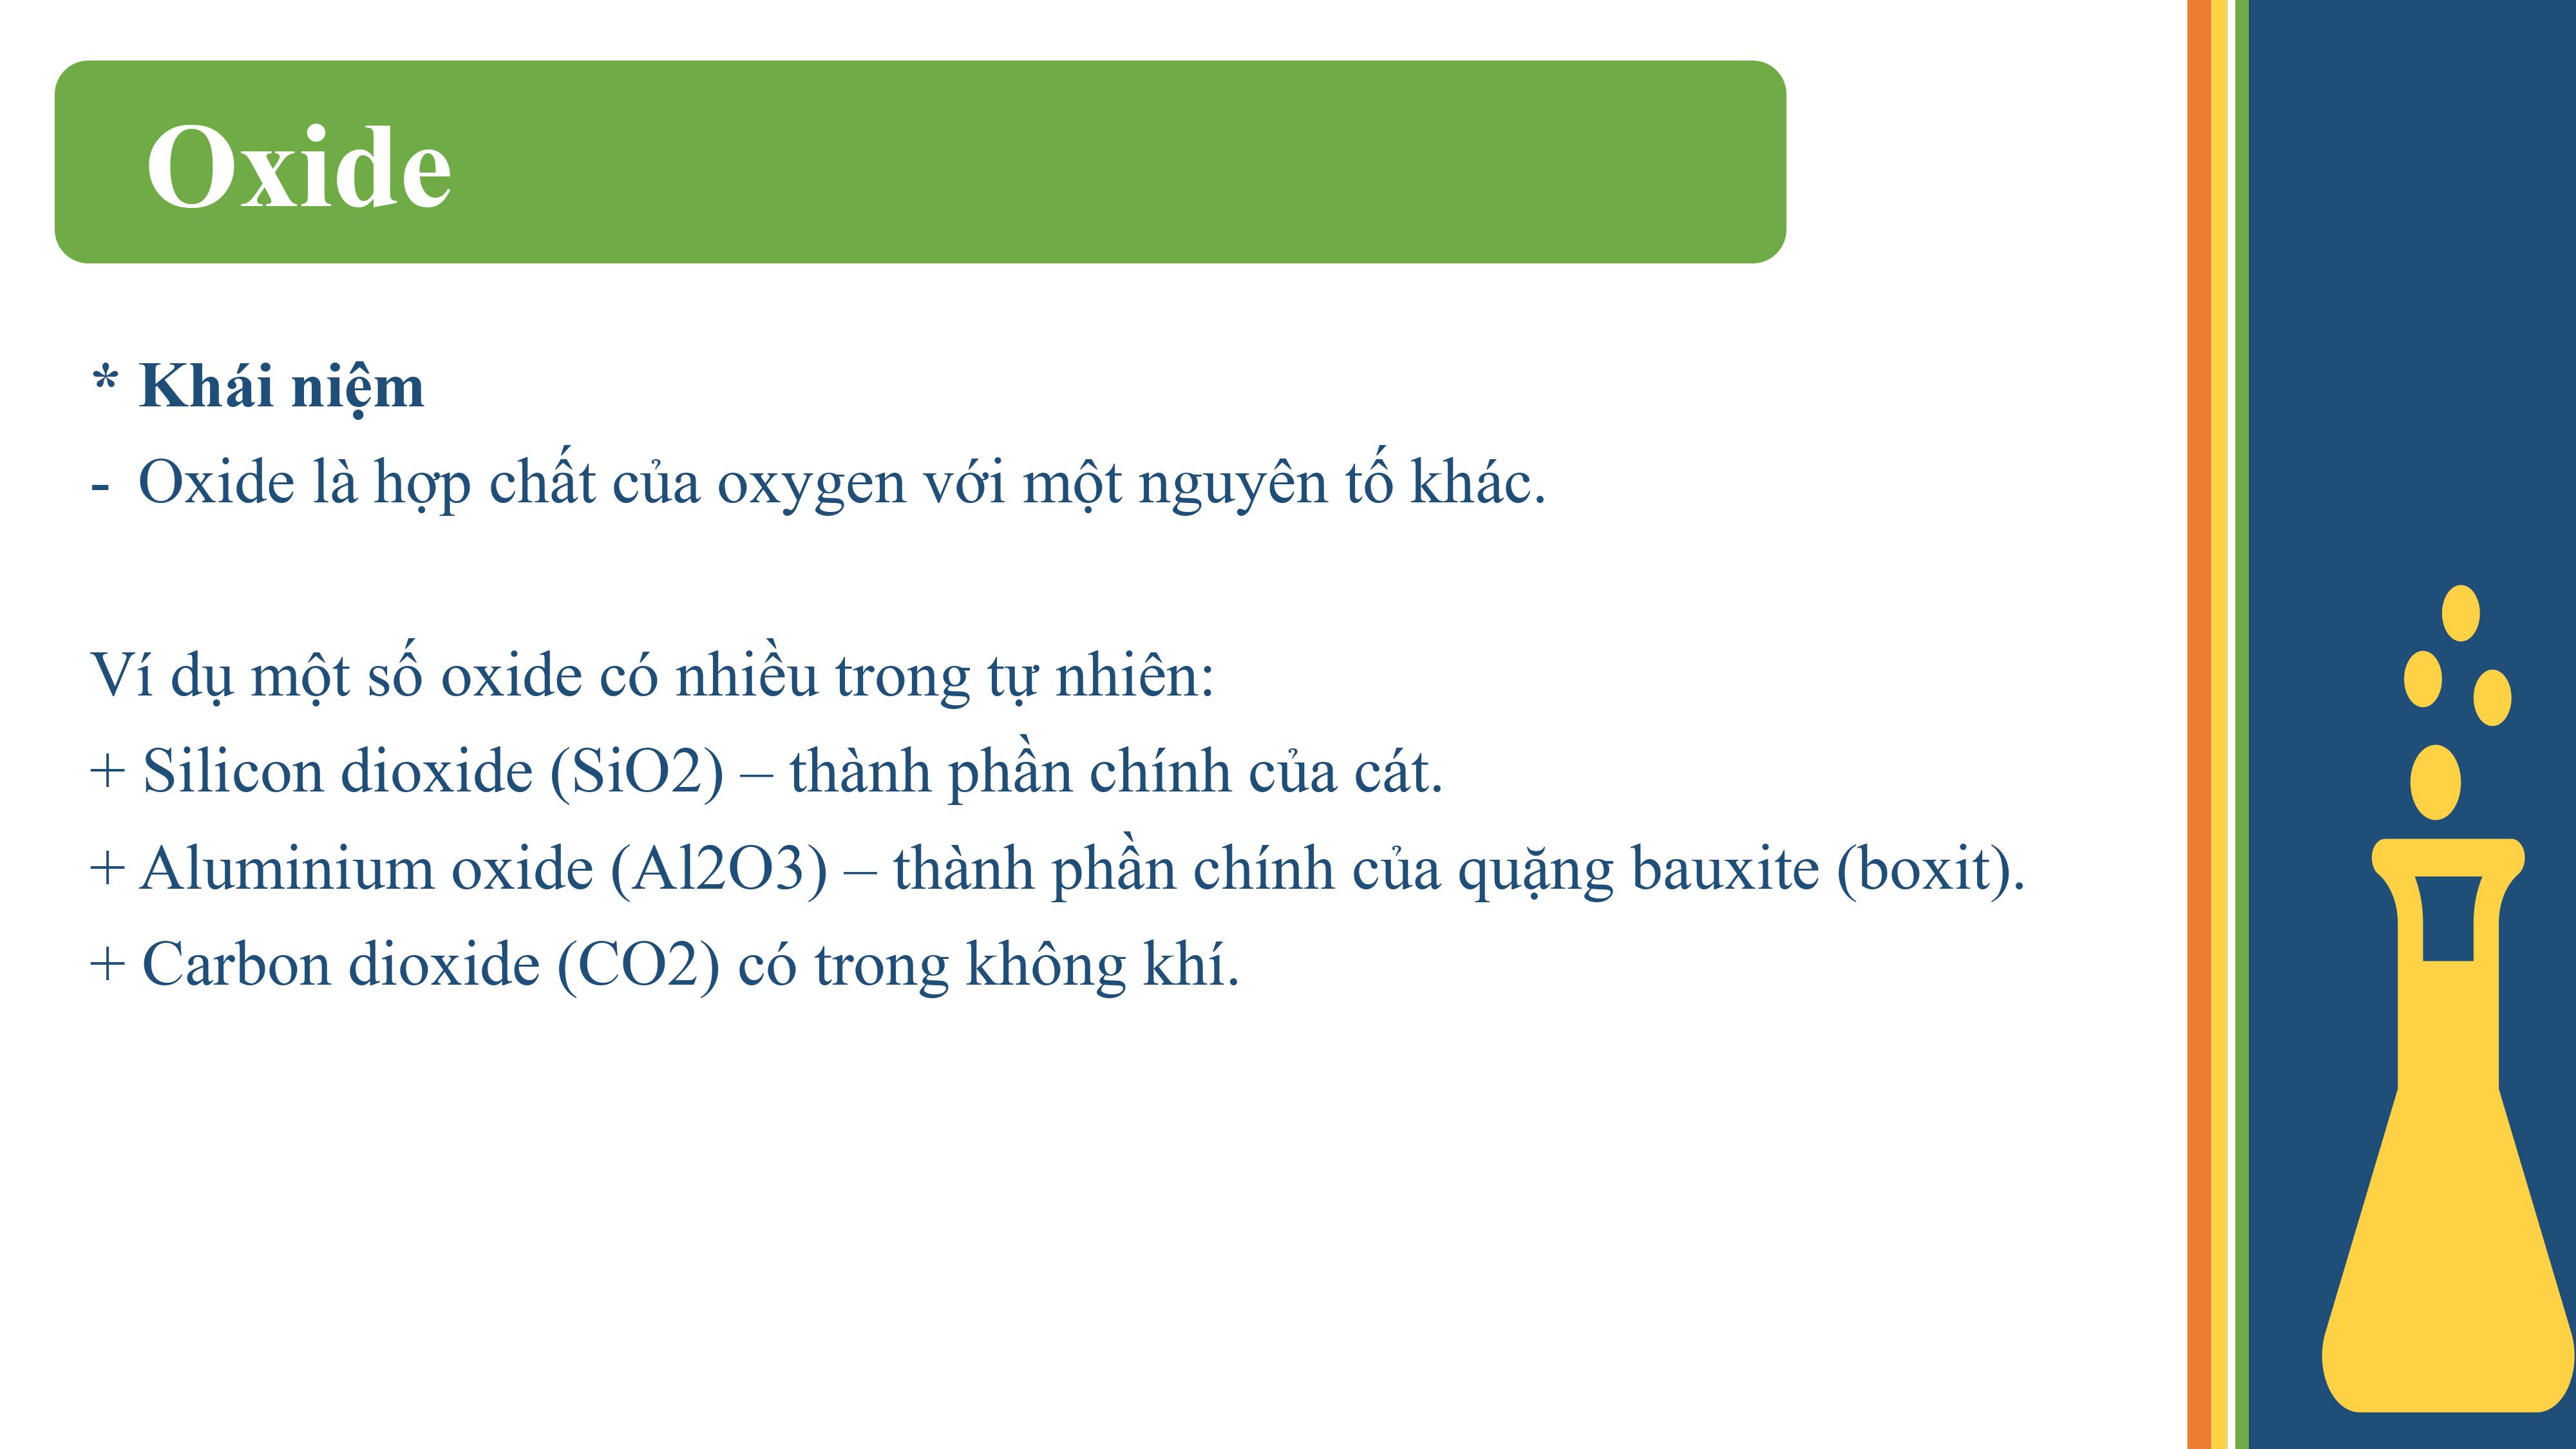 Oxide
* Khái niệm
- Oxide là hợp chất của oxygen với một nguyên tố khác.
Ví dụ một số oxide có nhiều trong tự nhiên:
+ Silicon dioxide (SiO2) – thành phần chính của cát.
+ Aluminium oxide (Al2O3) – thành phần chính của quặng bauxite (boxit).
+ Carbon dioxide (CO2) có trong không khí.